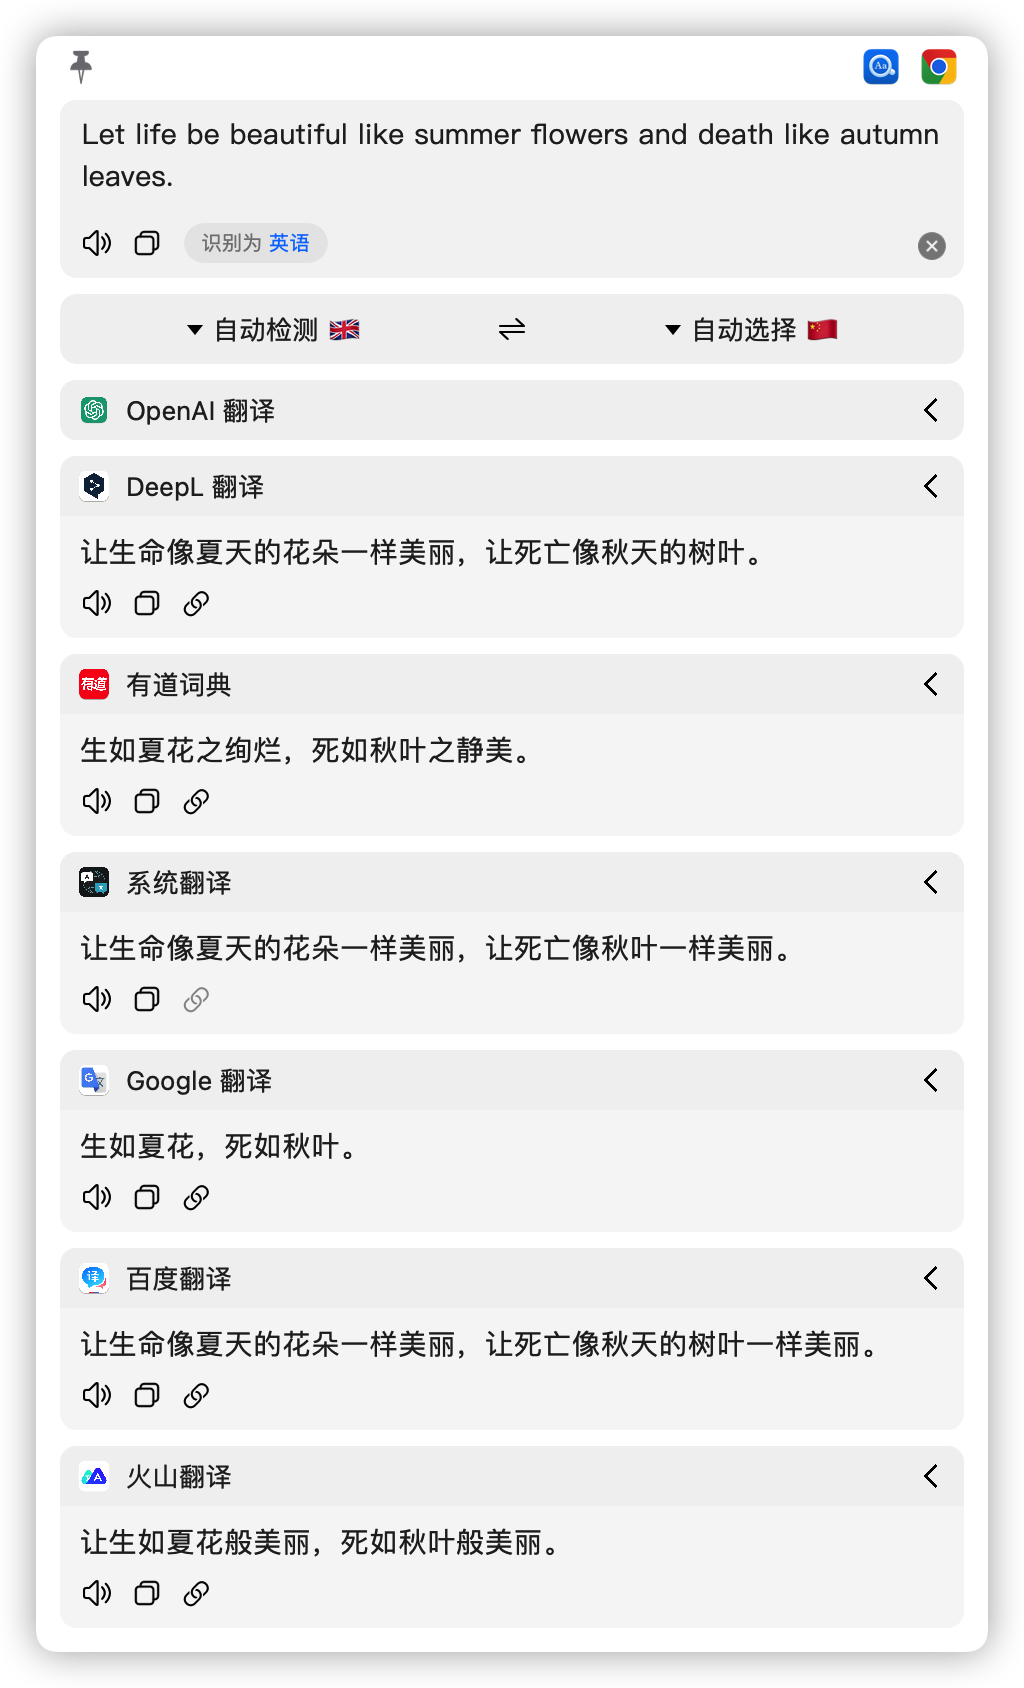 Let life be beautiful like summer flowers and death like autumn
leaves.
识别为 英语
自动检测 自动选择
OpenAI 翻译
DeepL 翻译
让生命像夏天的花朵一样美丽，让死亡像秋天的树叶。
有道 有道词典
生如夏花之绚烂，死如秋叶之静美。
系统翻译
让生命像夏天的花朵一样美丽，让死亡像秋叶一样美丽。
Google 翻译
生如夏花，死如秋叶。
译 百度翻译
让生命像夏天的花朵一样美丽，让死亡像秋天的树叶一样美丽。
火山翻译
让生如夏花般美丽，死如秋叶般美丽。